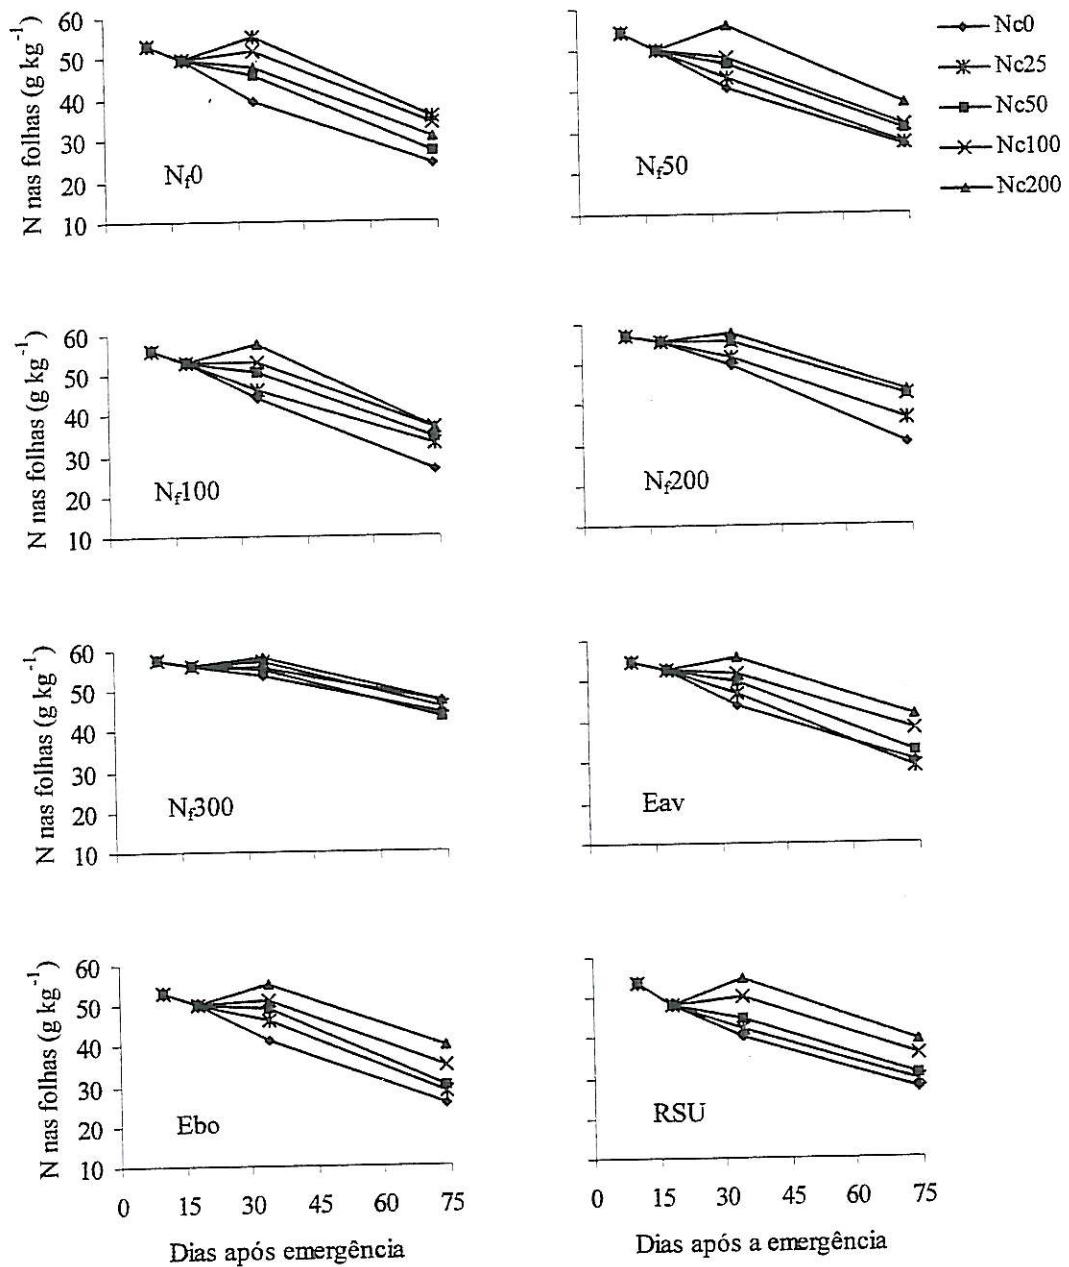 60
50
40
30
20
10
N nas folhas (g kg⁻¹)
Nf0
Nf50
Nc0
Nc25
Nc50
Nc100
Nc200
60
50
40
30
20
10
N nas folhas (g kg⁻¹)
Nf100
Nf200
60
50
40
30
20
10
N nas folhas (g kg⁻¹)
Nf300
Eav
60
50
40
30
20
10
N nas folhas (g kg⁻¹)
Ebo
RSU
0 15 30 45 60 75
Dias após emergência
0 15 30 45 60 75
Dias após a emergência